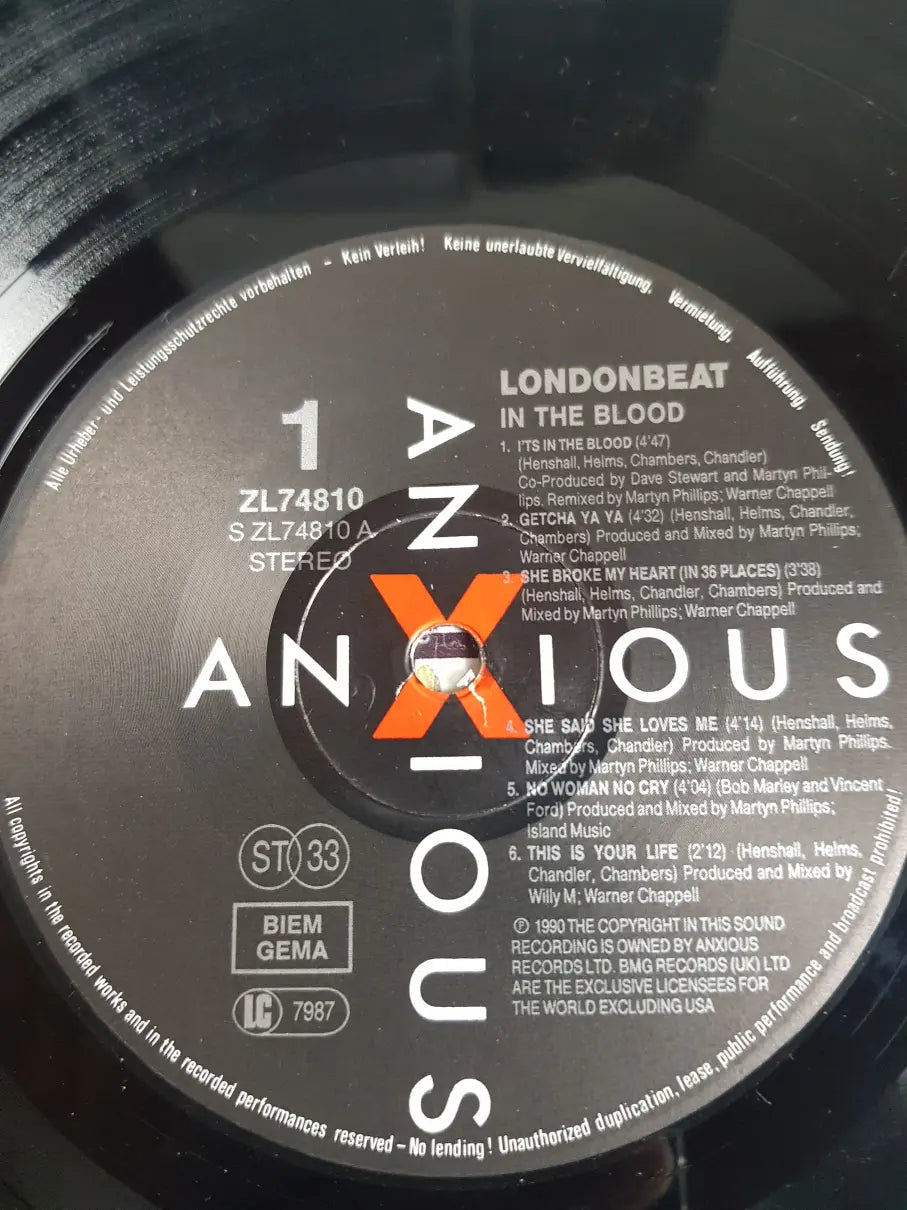 Alle Urheber- und Leistungsschutzrechte vorbehalten – Kein Verleih! Keine unerlaubte Vervielfältigung, Vermietung, Aufführung, Sendung!
1
ZL74810
S ZL74810 A
STEREO
LONDONBEAT
IN THE BLOOD
1. I'TS IN THE BLOOD (4'47)
(Henshall, Helms, Chambers, Chandler)
Co-Produced by Dave Stewart and Martyn Phil-
lips. Remixed by Martyn Phillips; Warner Chappell
2. GETCHA YA YA (4'32) (Henshall, Helms, Chandler,
Chambers) Produced and Mixed by Martyn Phillips;
Warner Chappell
3. SHE BROKE MY HEART (IN 36 PLACES) (3'38)
(Henshall, Helms, Chandler, Chambers) Produced and
Mixed by Martyn Phillips; Warner Chappell
ANXIOUS
ANXIOUS
4. SHE SAID SHE LOVES ME (4'14) (Henshall, Helms,
Chambers, Chandler) Produced by Martyn Phillips.
Mixed by Martyn Phillips; Warner Chappell
5. NO WOMAN NO CRY (4'04) (Bob Marley and Vincent
Ford) Produced and Mixed by Martyn Phillips;
Island Music
6. THIS IS YOUR LIFE (2'12) (Henshall, Helms,
Chandler, Chambers) Produced and Mixed by
Willy M; Warner Chappell
℗ 1990 THE COPYRIGHT IN THIS SOUND
RECORDING IS OWNED BY ANXIOUS
RECORDS LTD. BMG RECORDS (UK) LTD
ARE THE EXCLUSIVE LICENSEES FOR
THE WORLD EXCLUDING USA
ST 33
BIEM
GEMA
LC 7987
All copyrights in the recorded works and in the recorded performances reserved – No lending! Unauthorized duplication, lease, public performance and broadcast prohibited!